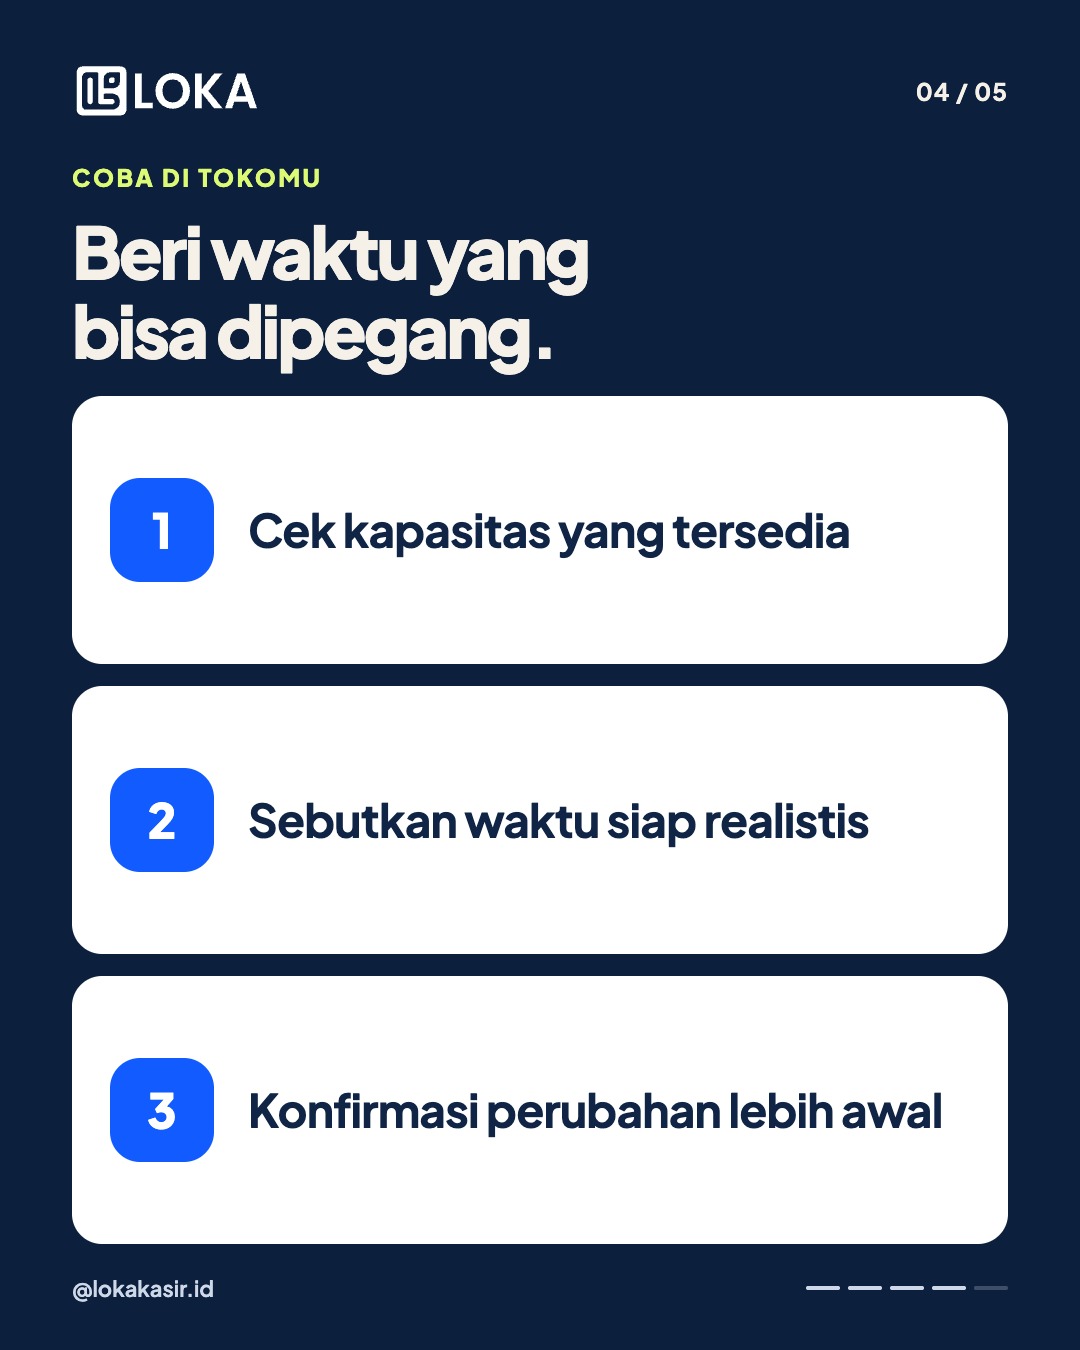 LOKA
04 / 05
COBA DI TOKOMU
Beri waktu yang
bisa dipegang.
1
Cek kapasitas yang tersedia
2
Sebutkan waktu siap realistis
3
Konfirmasi perubahan lebih awal
@lokakasir.id